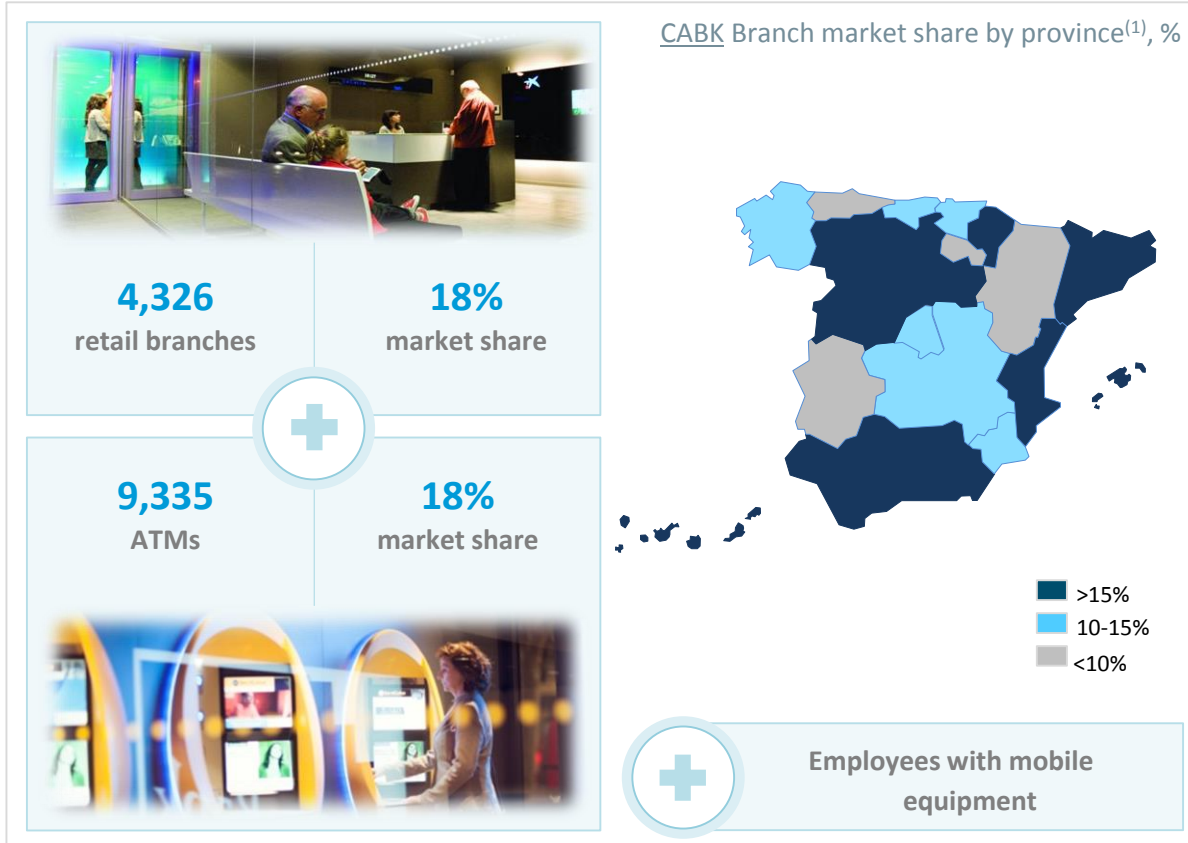 4,326
retail branches
18%
market share
9,335
ATMs
18%
market share
CABK Branch market share by province(1), %
>15%
10-15%
<10%
Employees with mobile
equipment